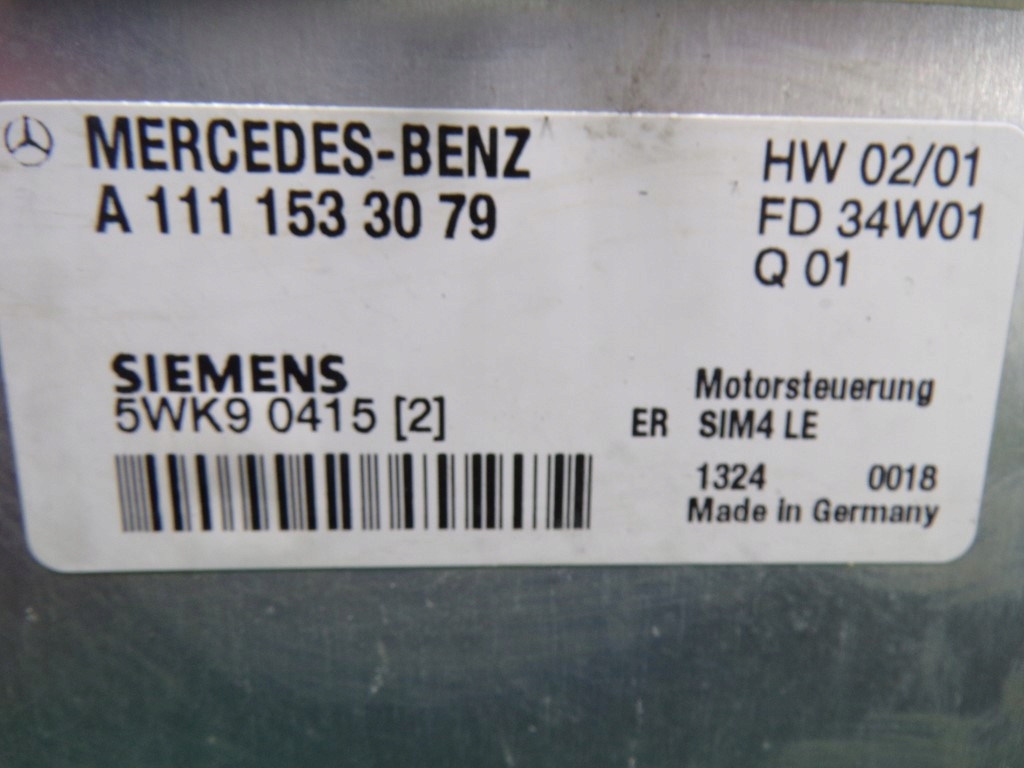 MERCEDES-BENZ
A 111 153 30 79
HW 02/01
FD 34W01
Q 01
SIEMENS
5WK9 0415 [2]
Motorsteuerung
ER SIM4 LE
1324 0018
Made in Germany